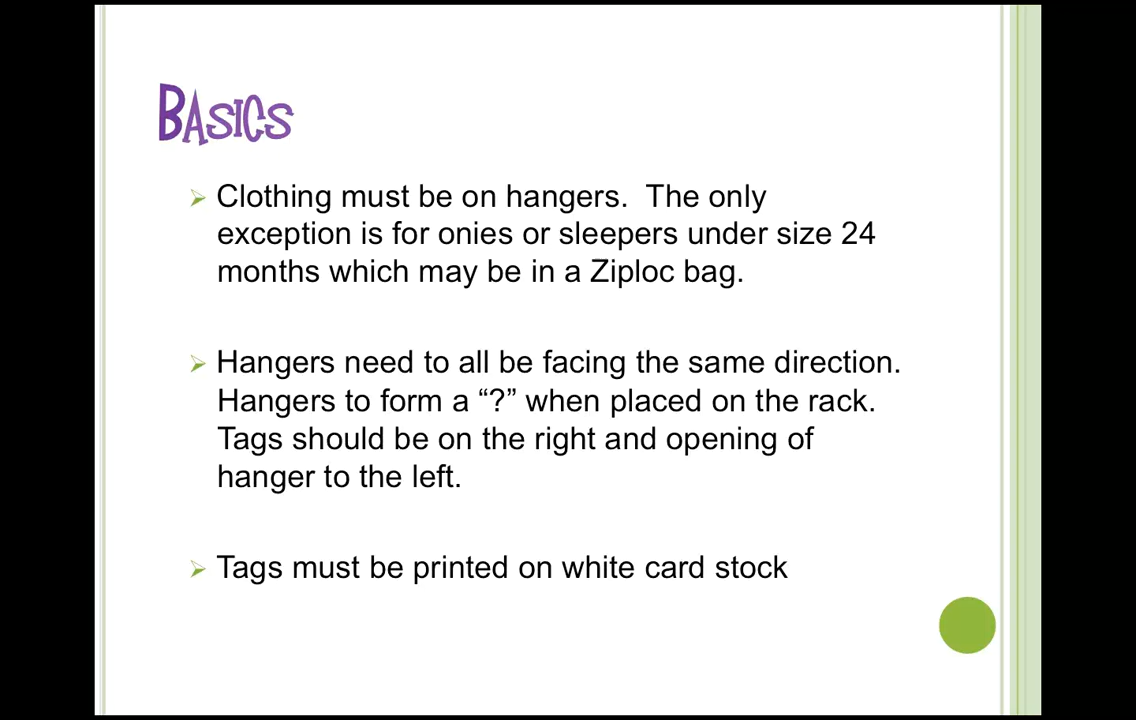 BASICS
Clothing must be on hangers.  The only
exception is for onies or sleepers under size 24
months which may be in a Ziploc bag.
Hangers need to all be facing the same direction.
Hangers to form a “?” when placed on the rack.
Tags should be on the right and opening of
hanger to the left.
Tags must be printed on white card stock